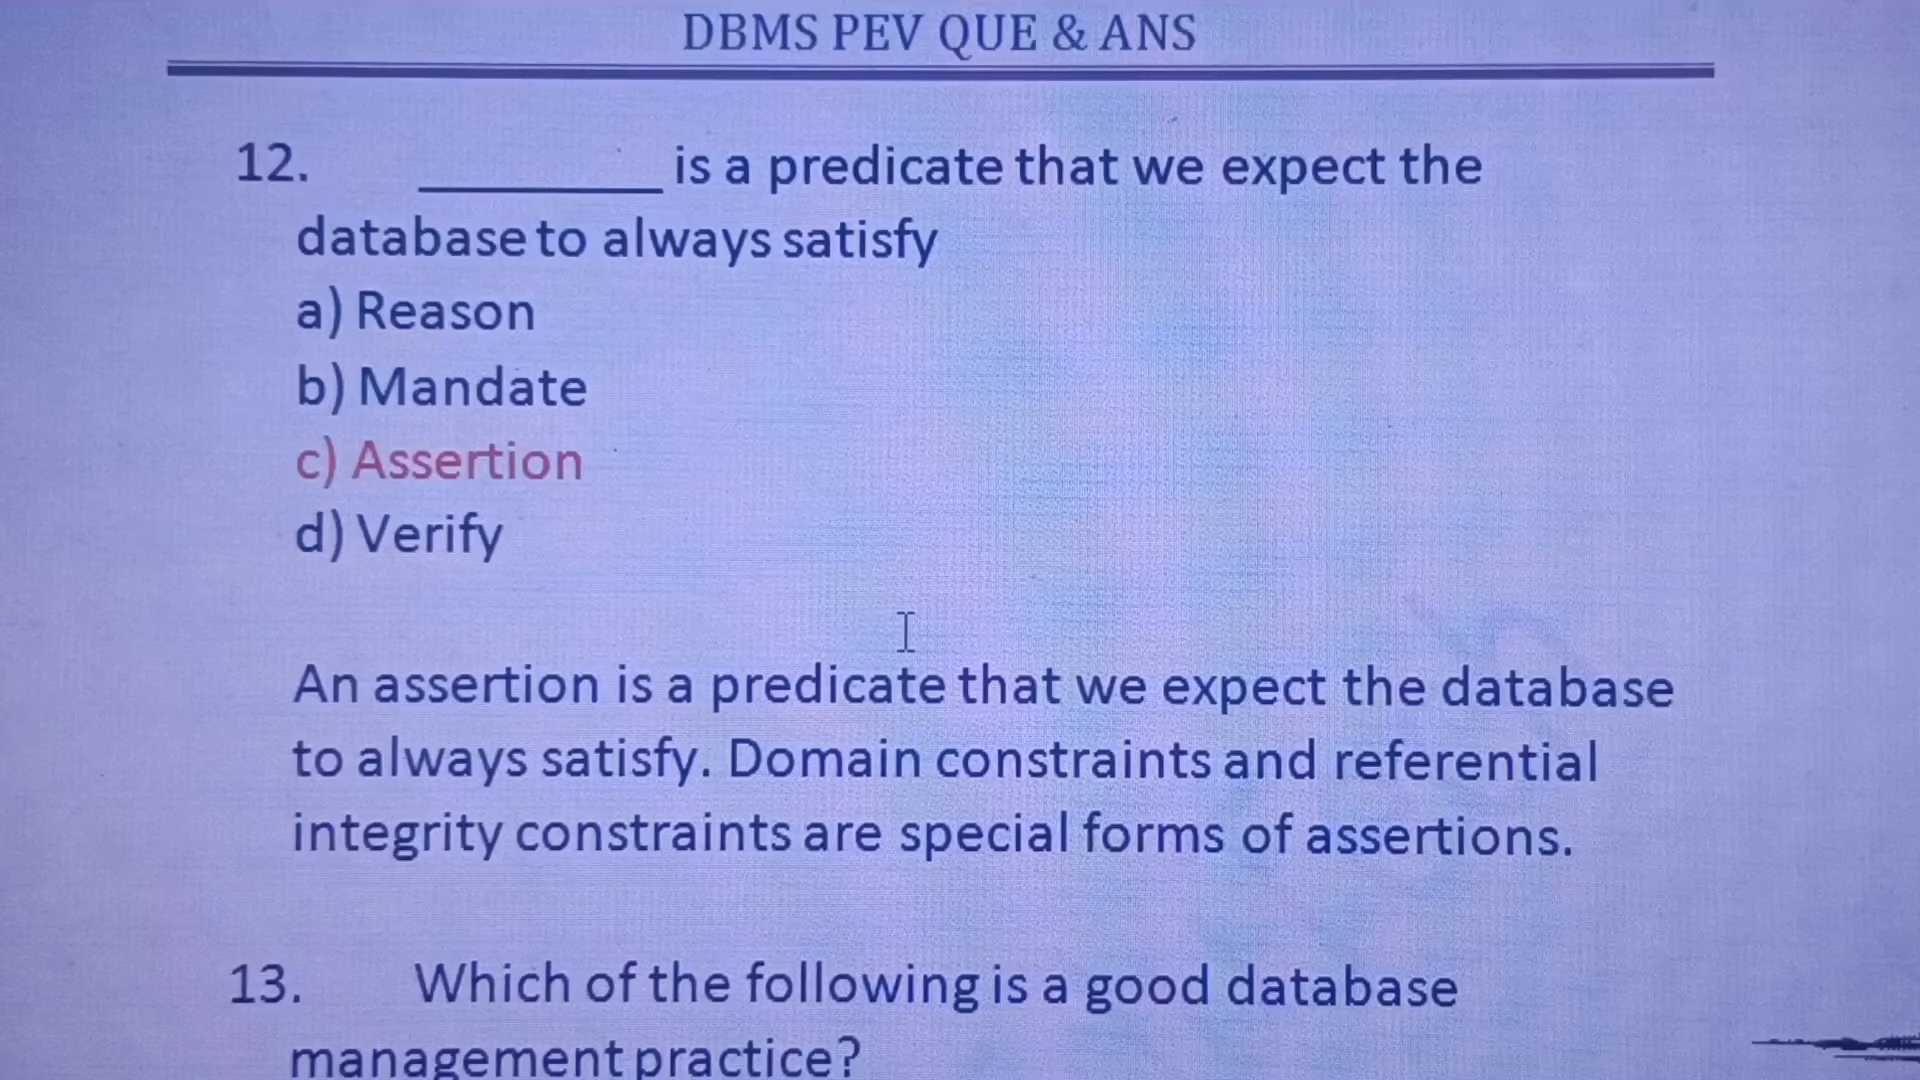 DBMS PEV QUE & ANS
12. __________ is a predicate that we expect the
database to always satisfy
a) Reason
b) Mandate
c) Assertion
d) Verify
An assertion is a predicate that we expect the database
to always satisfy. Domain constraints and referential
integrity constraints are special forms of assertions.
13. Which of the following is a good database
management practice?